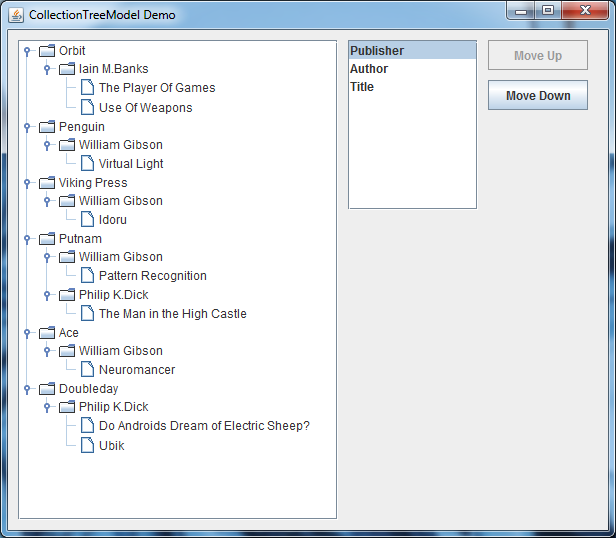 CollectionTreeModel Demo
Orbit
Iain M.Banks
The Player Of Games
Use Of Weapons
Penguin
William Gibson
Virtual Light
Viking Press
William Gibson
Idoru
Putnam
William Gibson
Pattern Recognition
Philip K.Dick
The Man in the High Castle
Ace
William Gibson
Neuromancer
Doubleday
Philip K.Dick
Do Androids Dream of Electric Sheep?
Ubik
Publisher
Author
Title
Move Up
Move Down